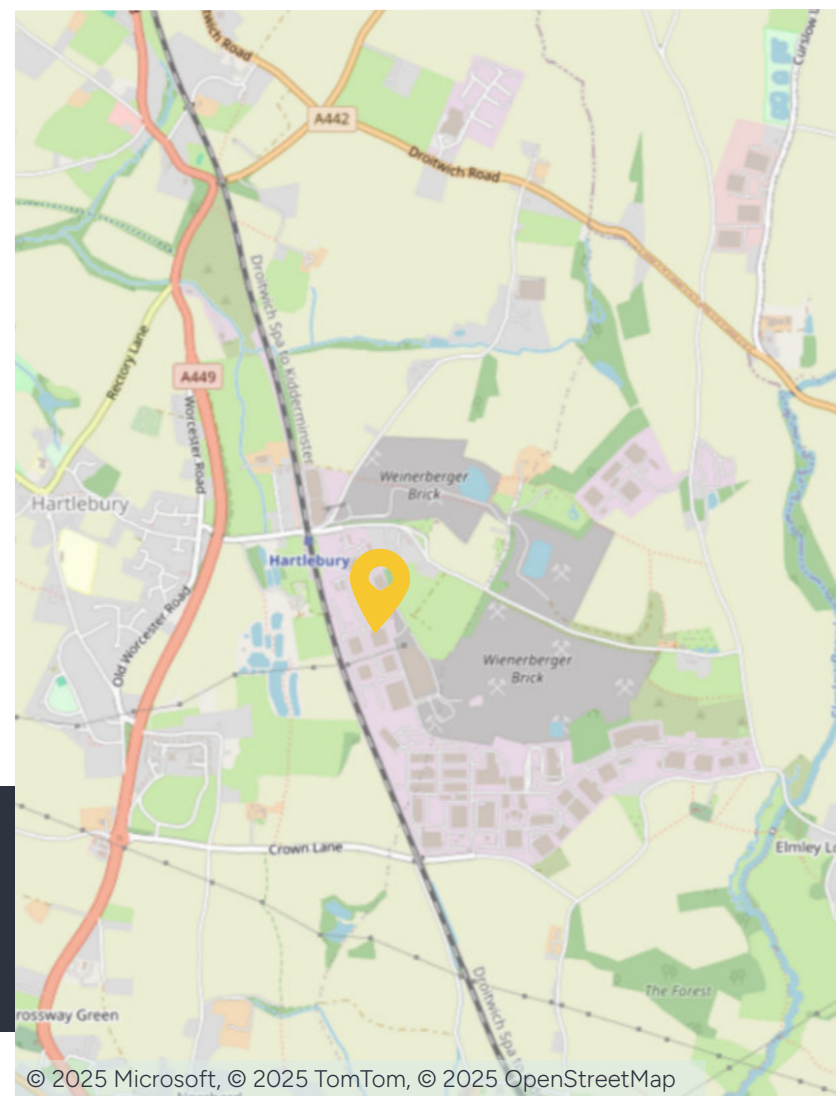 Droitwich Road
Curslow L
A442
Droitwich Road
Droitwich Spa to Kidderminster
Rectory Lane
A449
Worcester Road
Weinerberger
Brick
Hartlebury
Hartlebury
Old Worcester Road
Wienerberger
Brick
Crown Lane
Elmley Lo
The Forest
Droitwich Spa to
rossway Green
© 2025 Microsoft, © 2025 TomTom, © 2025 OpenStreetMap